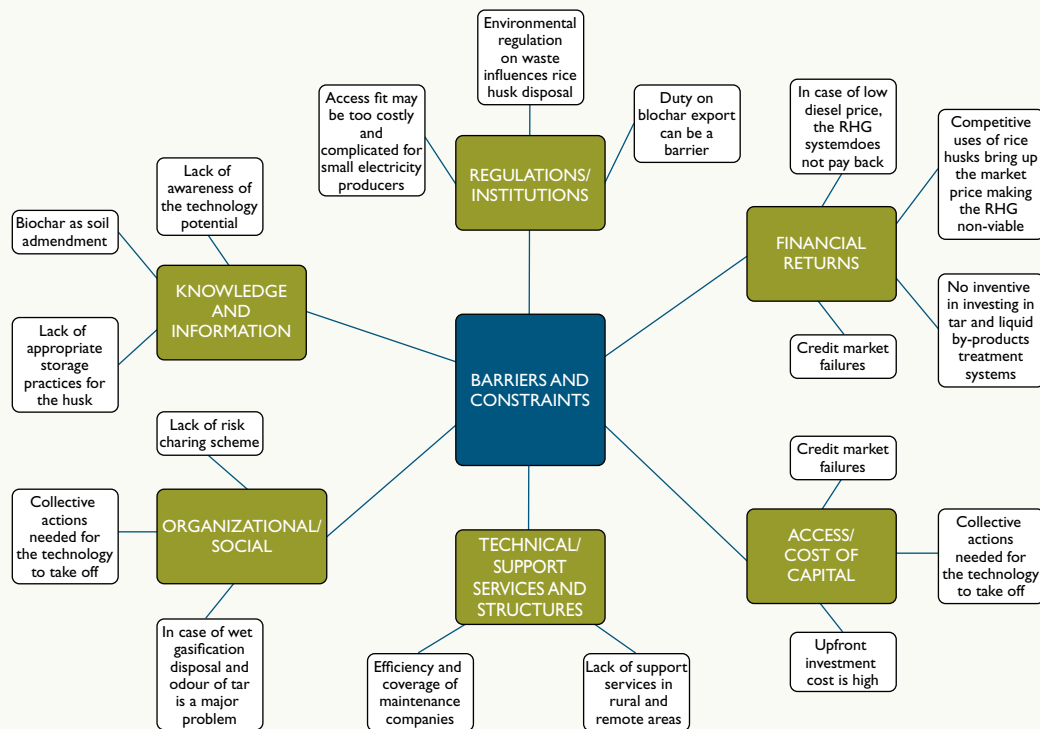 Environmental
regulation
on waste
influences rice
husk disposal
Access fit may
be too costly
and
complicated for
small electricity
producers
Duty on
blochar export
can be a
barrier
REGULATIONS/
INSTITUTIONS
In case of low
diesel price,
the RHG
systemdoes
not pay back
Competitive
uses of rice
husks bring up
the market
price making
the RHG
non-viable
FINANCIAL
RETURNS
No inventive
in investing in
tar and liquid
by-products
treatment
systems
Credit market
failures
Lack of
awareness of
the technology
potential
Biochar as soil
admendment
KNOWLEDGE
AND
INFORMATION
Lack of
appropriate
storage
practices for
the husk
BARRIERS AND
CONSTRAINTS
Lack of risk
charing scheme
Collective
actions
needed for
the technology
to take off
ORGANIZATIONAL/
SOCIAL
In case of wet
gasification
disposal and
odour of tar
is a major
problem
TECHNICAL/
SUPPORT
SERVICES AND
STRUCTURES
Efficiency and
coverage of
maintenance
companies
Lack of support
services in
rural and
remote areas
Credit market
failures
ACCESS/
COST OF
CAPITAL
Collective
actions
needed for
the technology
to take off
Upfront
investment
cost is high